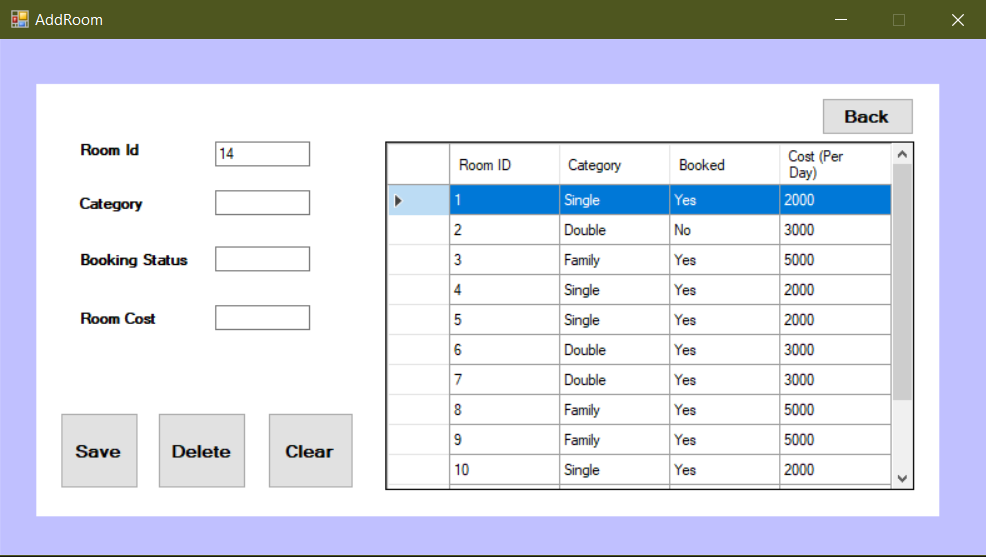 AddRoom
Back
Room Id 14
Category
Booking Status
Room Cost
Save Delete Clear
Room ID Category Booked Cost (Per
Day)
1 Single Yes 2000
2 Double No 3000
3 Family Yes 5000
4 Single Yes 2000
5 Single Yes 2000
6 Double Yes 3000
7 Double Yes 3000
8 Family Yes 5000
9 Family Yes 5000
10 Single Yes 2000